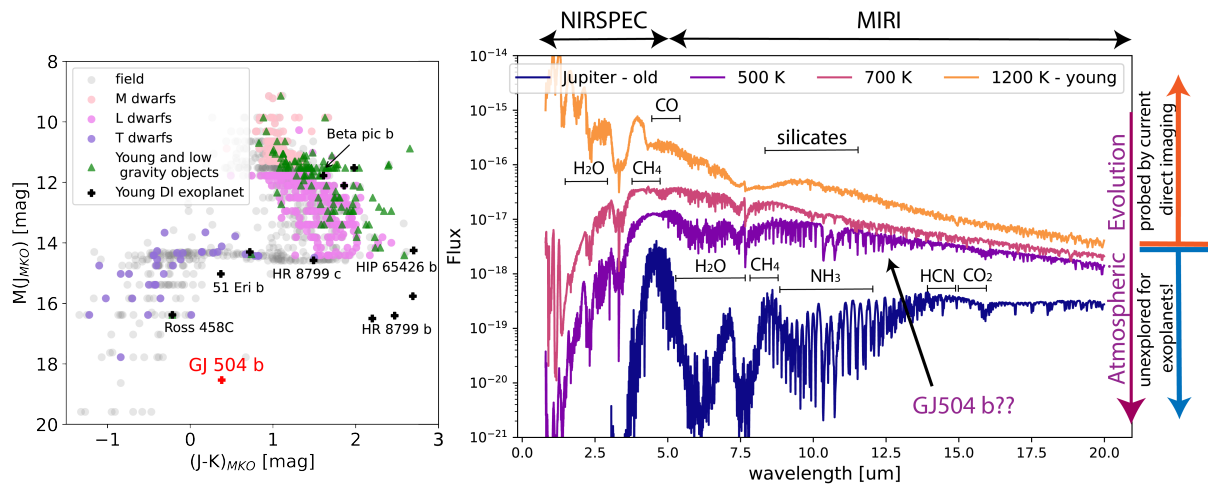 NIRSPEC
MIRI
8
10
12
14
16
18
20
M(J_MKO) [mag]
field
M dwarfs
L dwarfs
T dwarfs
Young and low
gravity objects
Young DI exoplanet
Beta pic b
HR 8799 c
HIP 65426 b
51 Eri b
Ross 458C
HR 8799 b
GJ 504 b
−1
0
1
2
3
(J-K)_MKO [mag]
10⁻¹⁴
10⁻¹⁵
10⁻¹⁶
10⁻¹⁷
10⁻¹⁸
10⁻¹⁹
10⁻²⁰
10⁻²¹
Flux
Jupiter - old
500 K
700 K
1200 K - young
CO
silicates
H₂O
CH₄
H₂O
CH₄
NH₃
HCN
CO₂
GJ504 b??
0.0
2.5
5.0
7.5
10.0
12.5
15.0
17.5
20.0
wavelength [um]
Atmospheric Evolution
probed by current
direct imaging
unexplored for
exoplanets!